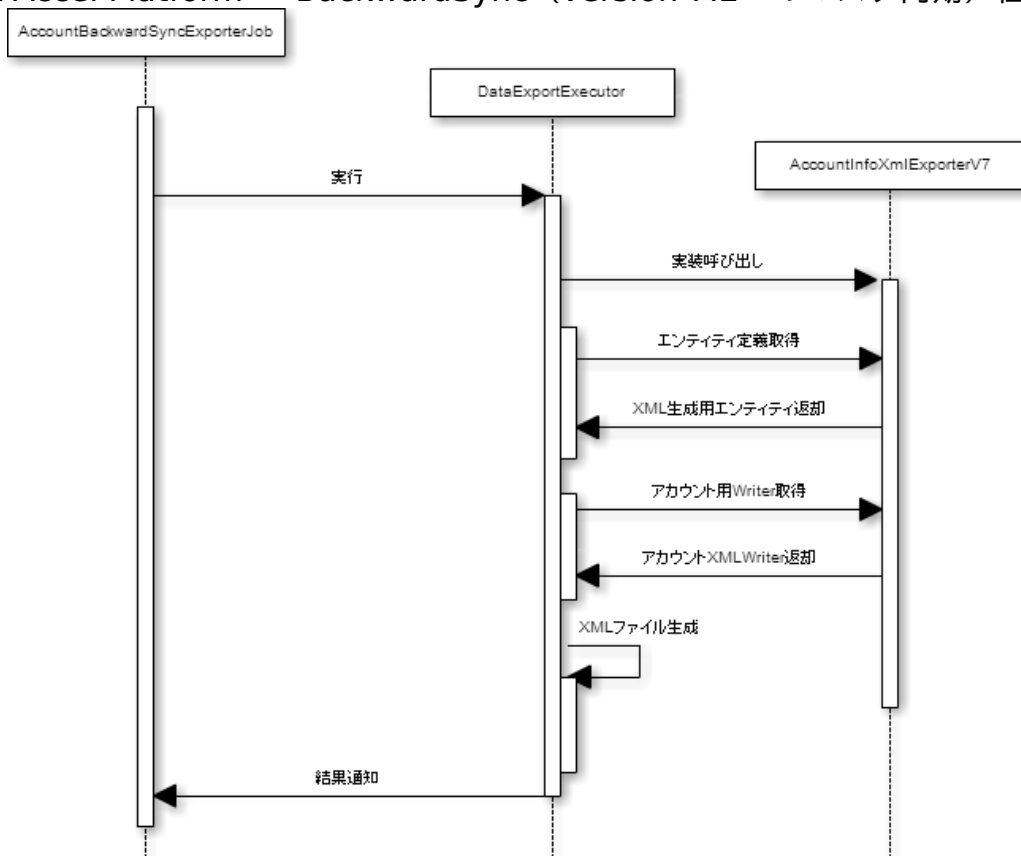 BackwardSync
AccountBackwardSyncExporterJob
DataExportExecutor
AccountInfoXmlExporterV7
実行
実装呼び出し
エンティティ定義取得
XML生成用エンティティ返却
アカウント用Writer取得
アカウントXMLWriter返却
XMLファイル生成
結果通知